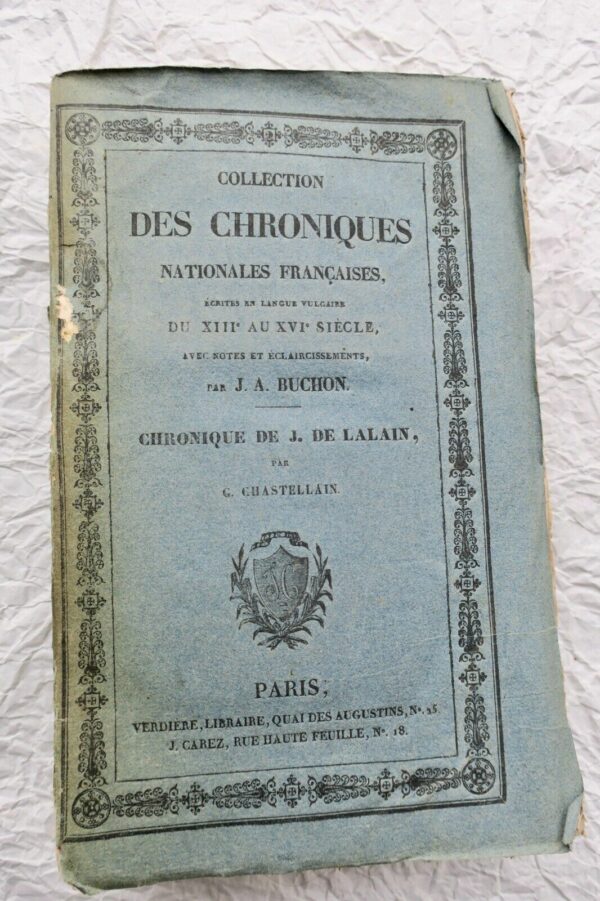 COLLECTION
DES CHRONIQUES
NATIONALES FRANÇAISES,
ÉCRITES EN LANGUE VULGAIRE
DU XIIIe AU XVIe SIÈCLE,
AVEC NOTES ET ÉCLAIRCISSEMENTS,
PAR J. A. BUCHON.
CHRONIQUE DE J. DE LALAIN,
PAR
G. CHASTELLAIN.
PARIS,
VERDIERE, LIBRAIRE, QUAI DES AUGUSTINS, No. 25.
J. CAREZ, RUE HAUTE FEUILLE, No. 18.